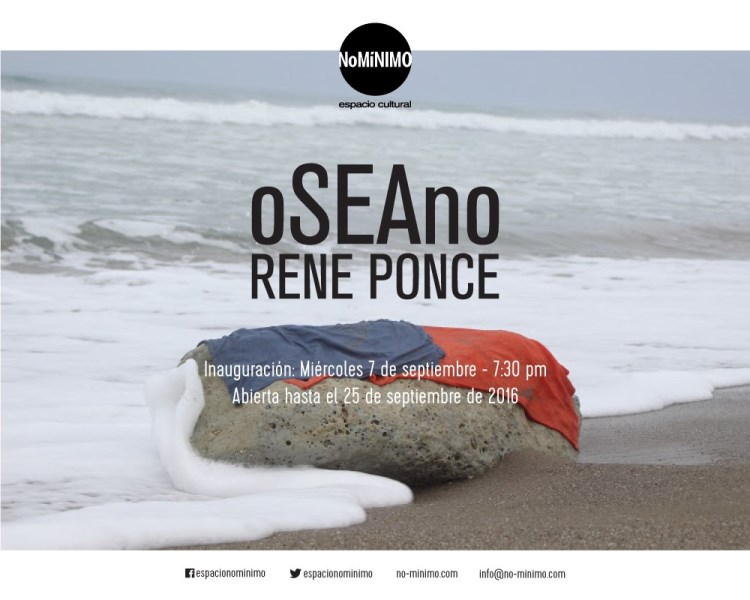 NoMíNIMO
espacio cultural
oSEAno
RENE PONCE
Inauguración: Miércoles 7 de septiembre - 7:30 pm
Abierta hasta el 25 de septiembre de 2016
espacionominimo espacionominimo no-minimo.com info@no-minimo.com